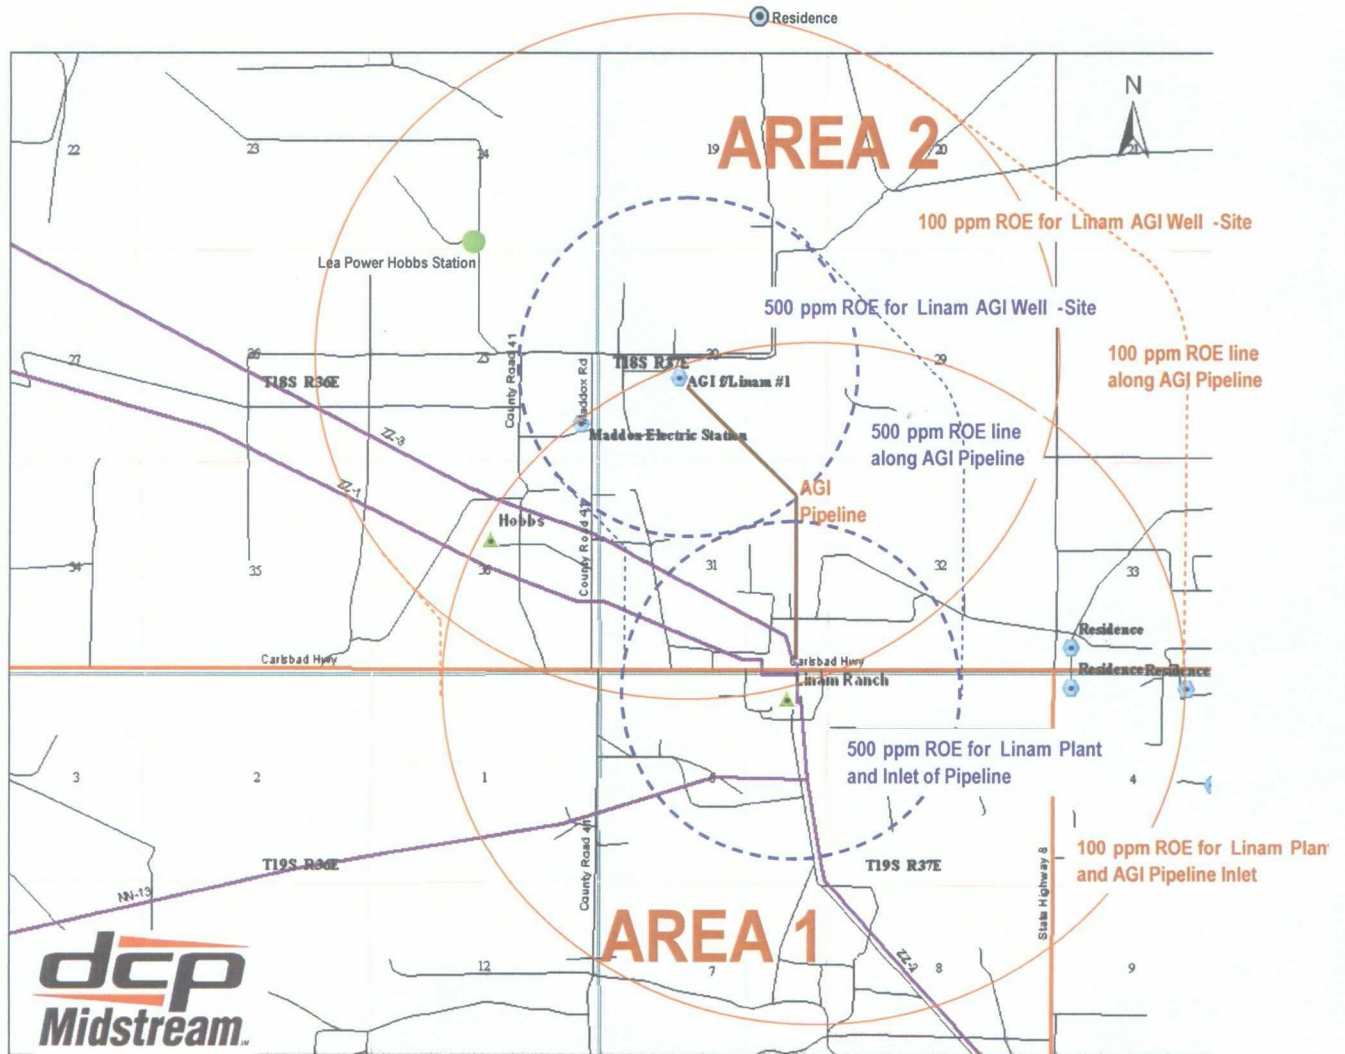 Residence
N
AREA 2
22
23
24
19
20
21
100 ppm ROE for Linam AGI Well -Site
Lea Power Hobbs Station
500 ppm ROE for Linam AGI Well -Site
27
26
25
County Road 41
T18S R37E
30
29
100 ppm ROE line
along AGI Pipeline
T18S R36E
AGI f/Linam #1
Maddox Rd
Maddox Electric Station
500 ppm ROE line
along AGI Pipeline
ZZ-3
ZZ-1
AGI
Pipeline
Hobbs
County Road 41
34
35
36
31
32
33
Residence
Carlsbad Hwy
Carlsbad Hwy
Linam Ranch
Residence
Residence
500 ppm ROE for Linam Plant
and Inlet of Pipeline
3
2
1
6
4
100 ppm ROE for Linam Plan
and AGI Pipeline Inlet
T19S R36E
County Road 41
T19S R37E
NN-13
State Highway 8
AREA 1
ZZ-2
12
7
8
9
dcp
Midstream